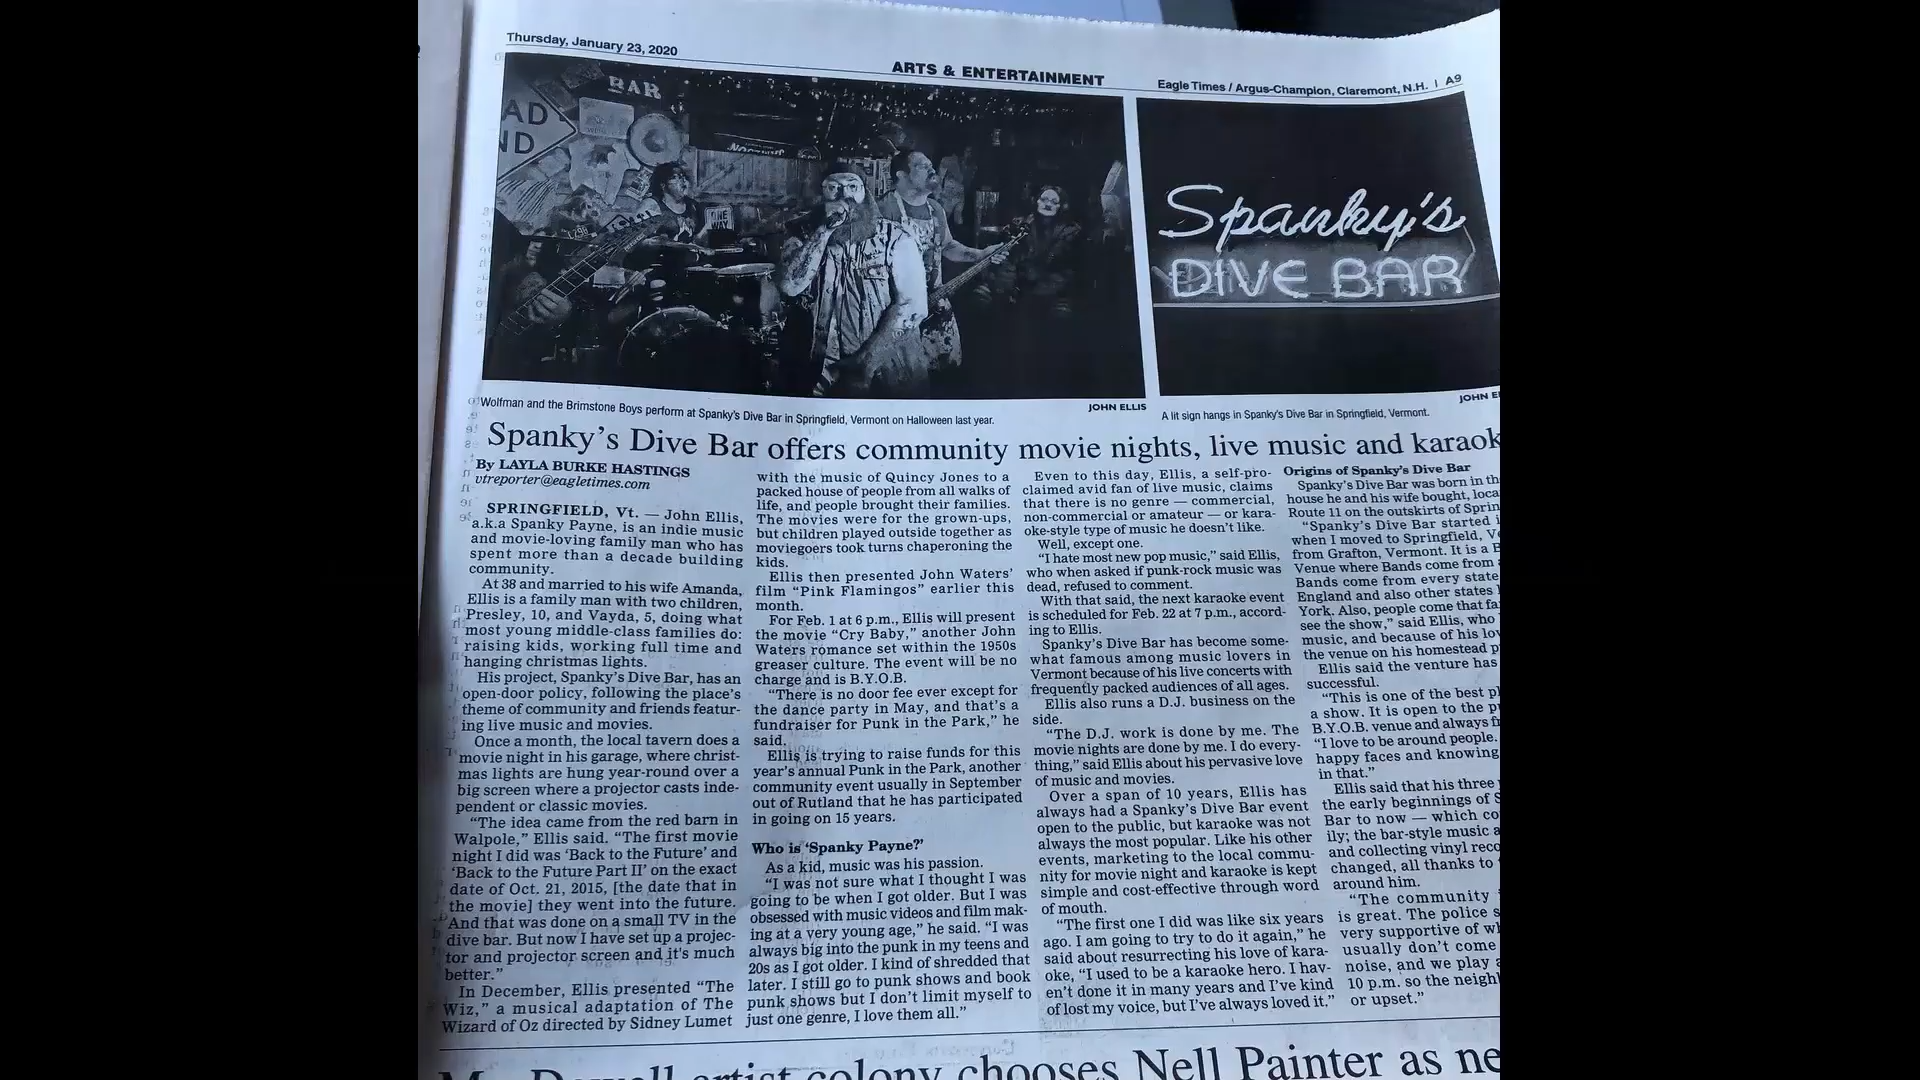 Thursday, January 23, 2020
ARTS & ENTERTAINMENT
Eagle Times / Argus-Champion, Claremont, N.H. | A9
BAR
AD
ND
ONE
WAY
Spanky's
DIVE BAR
JOHN ELLIS
Wolfman and the Brimstone Boys perform at Spanky's Dive Bar in Springfield, Vermont on Halloween last year.
JOHN
A lit sign hangs in Spanky's Dive Bar in Springfield, Vermont.
Spanky's Dive Bar offers community movie nights, live music and karaok
By LAYLA BURKE HASTINGS
vtreporter@eagletimes.com
SPRINGFIELD, Vt. — John Ellis,
a.k.a Spanky Payne, is an indie music
and movie-loving family man who has
spent more than a decade building
community.
At 38 and married to his wife Amanda,
Ellis is a family man with two children,
Presley, 10, and Vayda, 5, doing what
most young middle-class families do:
raising kids, working full time and
hanging christmas lights.
His project, Spanky's Dive Bar, has an
open-door policy, following the place's
theme of community and friends featur-
ing live music and movies.
Once a month, the local tavern does a
movie night in his garage, where christ-
mas lights are hung year-round over a
big screen where a projector casts inde-
pendent or classic movies.
“The idea came from the red barn in
Walpole,” Ellis said. “The first movie
night I did was ‘Back to the Future’ and
‘Back to the Future Part II’ on the exact
date of Oct. 21, 2015, [the date that in
the movie] they went into the future.
And that was done on a small TV in the
dive bar. But now I have set up a projec-
tor and projector screen and it's much
better.”
In December, Ellis presented “The
Wiz,” a musical adaptation of The
Wizard of Oz directed by Sidney Lumet
with the music of Quincy Jones to a
packed house of people from all walks of
life, and people brought their families.
The movies were for the grown-ups,
but children played outside together as
moviegoers took turns chaperoning the
kids.
Ellis then presented John Waters'
film “Pink Flamingos” earlier this
month.
For Feb. 1 at 6 p.m., Ellis will present
the movie “Cry Baby,” another John
Waters romance set within the 1950s
greaser culture. The event will be no
charge and is B.Y.O.B.
“There is no door fee ever except for
the dance party in May, and that's a
fundraiser for Punk in the Park,” he
said.
Ellis is trying to raise funds for this
year's annual Punk in the Park, another
community event usually in September
out of Rutland that he has participated
in going on 15 years.
Who is ‘Spanky Payne?’
As a kid, music was his passion.
“I was not sure what I thought I was
going to be when I got older. But I was
obsessed with music videos and film mak-
ing at a very young age,” he said. “I was
always big into the punk in my teens and
20s as I got older. I kind of shredded that
later. I still go to punk shows and book
punk shows but I don't limit myself to
just one genre, I love them all.”
Even to this day, Ellis, a self-pro-
claimed avid fan of live music, claims
that there is no genre — commercial,
non-commercial or amateur — or kara-
oke-style type of music he doesn't like.
Well, except one.
“I hate most new pop music,” said Ellis,
who when asked if punk-rock music was
dead, refused to comment.
With that said, the next karaoke event
is scheduled for Feb. 22 at 7 p.m., accord-
ing to Ellis.
Spanky's Dive Bar has become some-
what famous among music lovers in
Vermont because of his live concerts with
frequently packed audiences of all ages.
Ellis also runs a D.J. business on the
side.
“The D.J. work is done by me. The
movie nights are done by me. I do every-
thing,” said Ellis about his pervasive love
of music and movies.
Over a span of 10 years, Ellis has
always had a Spanky's Dive Bar event
open to the public, but karaoke was not
always the most popular. Like his other
events, marketing to the local commu-
nity for movie night and karaoke is kept
simple and cost-effective through word
of mouth.
“The first one I did was like six years
ago. I am going to try to do it again,” he
said about resurrecting his love of kara-
oke, “I used to be a karaoke hero. I hav-
en't done it in many years and I've kind
of lost my voice, but I've always loved it.”
Origins of Spanky's Dive Bar
Spanky's Dive Bar was born in th
house he and his wife bought, loca
Route 11 on the outskirts of Sprin
“Spanky's Dive Bar started
when I moved to Springfield, V
from Grafton, Vermont. It is a B
Venue where Bands come from
Bands come from every state
England and also other states
York. Also, people come that fa
see the show,” said Ellis, who
music, and because of his lov
the venue on his homestead p
Ellis said the venture has
successful.
“This is one of the best pl
a show. It is open to the p
B.Y.O.B. venue and always f
“I love to be around people.
happy faces and knowing
in that.”
Ellis said that his three
the early beginnings of S
Bar to now — which co
ily; the bar-style music a
and collecting vinyl reco
changed, all thanks to
around him.
“The community
is great. The police s
very supportive of wh
usually don't come
noise, and we play a
10 p.m. so the neigh
or upset.”
Dowell artist colony chooses Nell Painter as ne